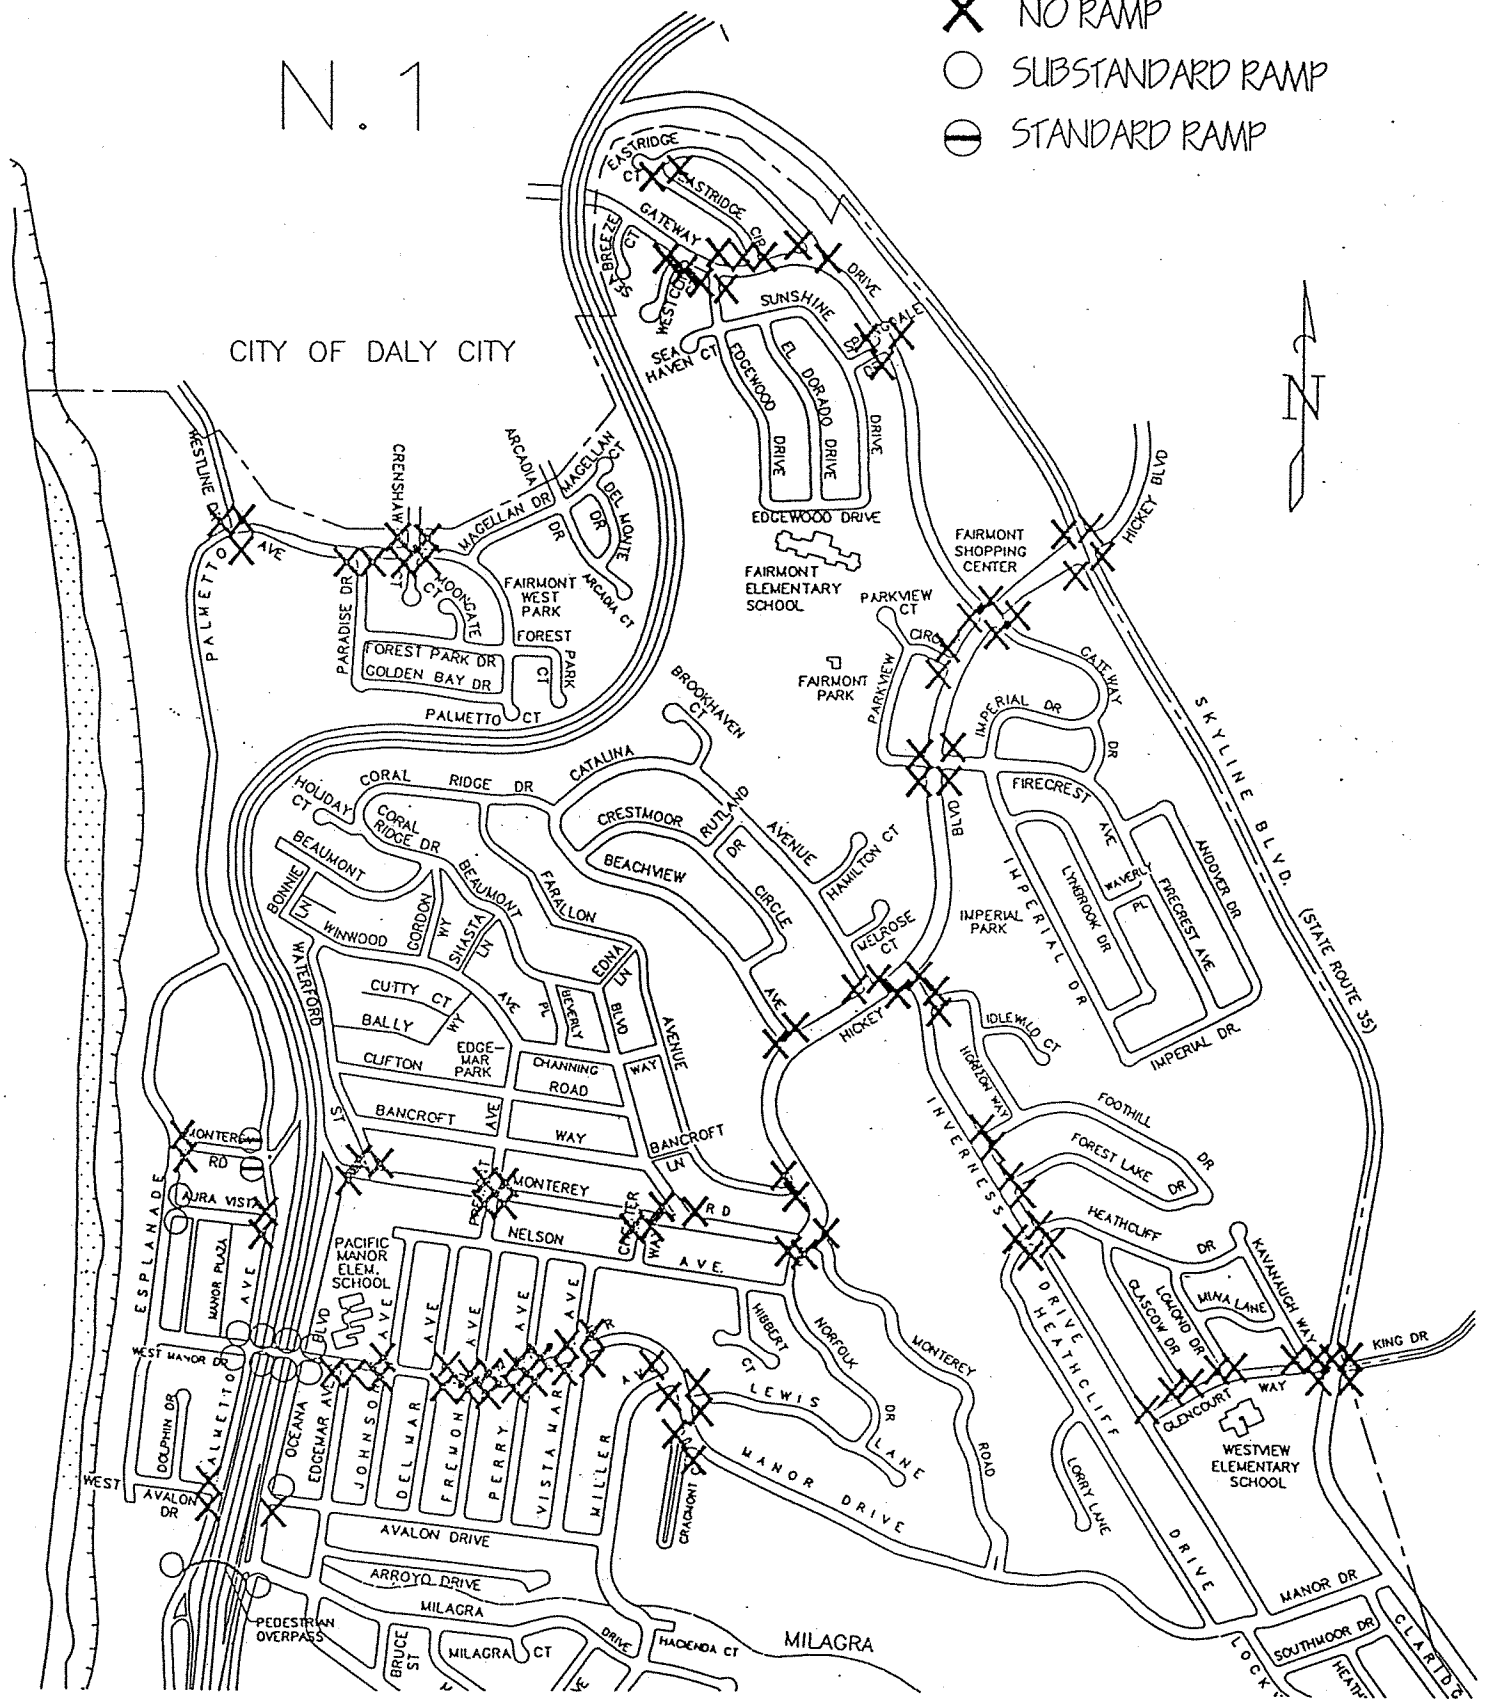 NO RAMP
SUBSTANDARD RAMP
STANDARD RAMP
N.1
CITY OF DALY CITY
N
EASTRIDGE
CT
EASTRIDGE
CIR
GATEWAY
DRIVE
SEA BREEZE
CT
SUNSHINE
DRIVE
SEA
HAVEN CT
EDGEWOOD
DRIVE
EL DORADO DRIVE
EDGEWOOD DRIVE
FAIRMONT
ELEMENTARY
SCHOOL
FAIRMONT
SHOPPING
CENTER
HICKEY BLVD
WESTLINE
PALMETTO
AVE
CRENSHAW
CT
ARCADIA
DR
MAGELLAN
CT
MAGELLAN DR
DEL MONTE
DR
ARCADIA CT
FAIRMONT
WEST
PARK
MOONGATE
CT
PARADISE DR
FOREST PARK DR
GOLDEN BAY DR
FOREST
PARK
CT
PALMETTO CT
PARKVIEW
CT
PARKVIEW
FAIRMONT
PARK
GATEWAY
DR
IMPERIAL DR
FIRECREST
AVE
BLVD
SKYLINE BLVD. (STATE ROUTE 35)
BROOKHAVEN
CT
CATALINA
AVENUE
CORAL RIDGE DR
HOLIDAY
CT
CORAL
RIDGE DR
CRESTMOOR
DR
RUTLAND
BEACHVIEW
CIRCLE
AVE
HAMILTON CT
MELROSE
CT
HICKEY
IMPERIAL
PARK
IMPERIAL DR
LYNBROOK DR
WAVERLY
PL
FIRECREST AVE
ANDOVER DR
IMPERIAL DR.
BEAUMONT
BONNIE
LN
WINWOOD
AVE
GORDON
WY
SHASTA
LN
BEAUMONT
PL
FARALLON
AVENUE
EDNA
LN
BEVERLY
BLVD
WATERFORD
ST
CUTTY CT
BALLY
WY
CLIFTON
ROAD
EDGE-
MAR
PARK
CHANNING
WAY
BANCROFT
WAY
AVE
BANCROFT
LN
IDLEWILD CT
HORIZON WAY
INVERNESS
DRIVE
FOOTHILL
DR
FOREST LAKE
DR
HEATHCLIFF
DR
KAVANAUGH WAY
GLASCOW DR
LOMOND DR
MINA LANE
KING DR
GLENCOURT WAY
WESTVIEW
ELEMENTARY
SCHOOL
HEATHCLIFF
DRIVE
LORRY LANE
MONTEREY
RD
ESPLANADE
AURA VISTA
MANOR PLAZA
AVE
PACIFIC
MANOR
ELEM.
SCHOOL
MONTEREY
RD
NELSON
AVE.
WAY
HIBBERT
CT
NORFOLK
DR
MONTEREY
ROAD
LEWIS
LANE
MANOR DRIVE
WEST MANOR DR
PALMETTO
DOLPHIN DR
WEST
AVALON
DR
OCEANA
BLVD
EDGEMAR AV
JOHNSON
AVE
DEL MAR
AVE
FREMONT
AVE
PERRY
AVE
VISTA MAR
AVE
MILLER
CRAGMONT
AVALON DRIVE
ARROYO DRIVE
MILAGRA
DRIVE
PEDESTRIAN
OVERPASS
BRUCE
ST
MILAGRA CT
HACIENDA CT
MILAGRA
MANOR DR
SOUTHMOOR DR